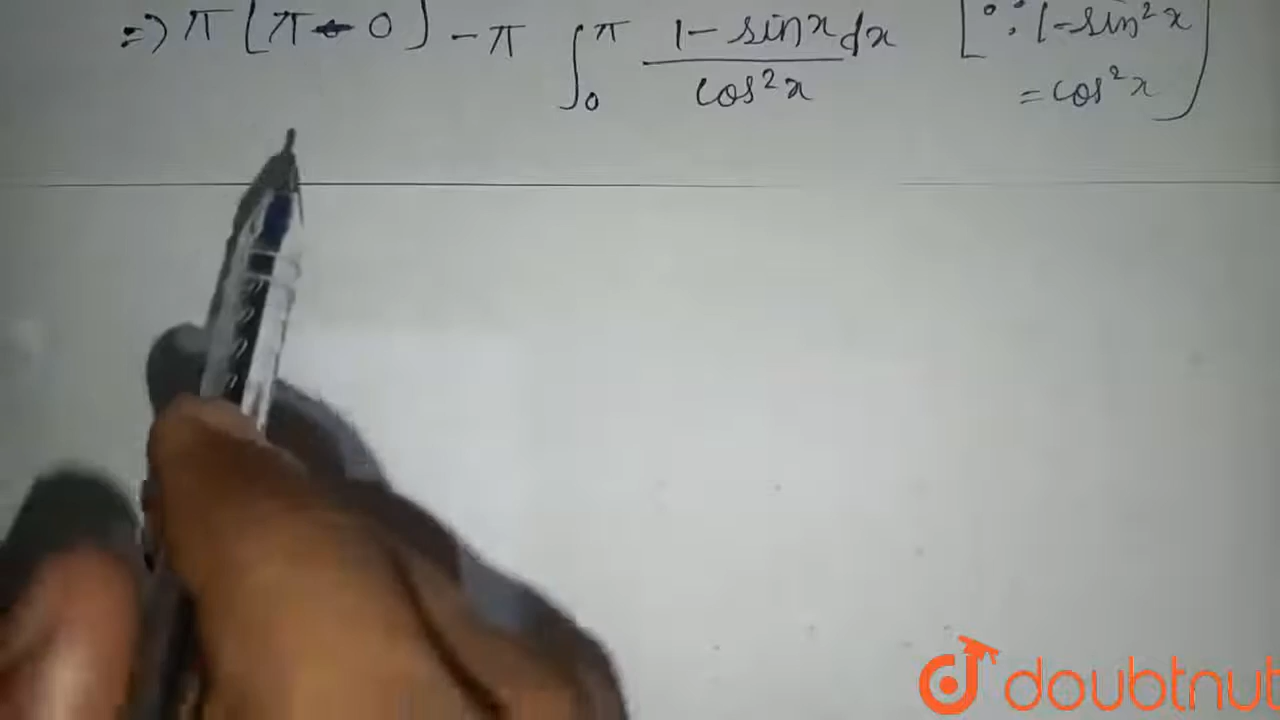 ⇒ π [π - 0] - π ∫₀^π (1 - sin x dx)/(cos² x) [∵ 1 - sin² x
= cos² x]
doubtnut